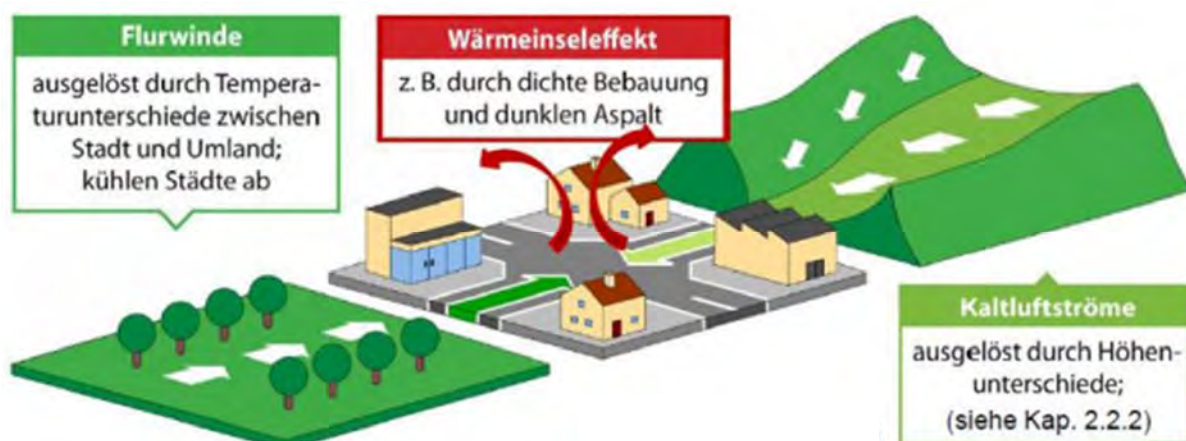 Flurwinde
ausgelöst durch Tempera-
turunterschiede zwischen
Stadt und Umland;
kühlen Städte ab
Wärmeinseleffekt
z. B. durch dichte Bebauung
und dunklen Aspalt
Kaltluftströme
ausgelöst durch Höhen-
unterschiede;
(siehe Kap. 2.2.2)